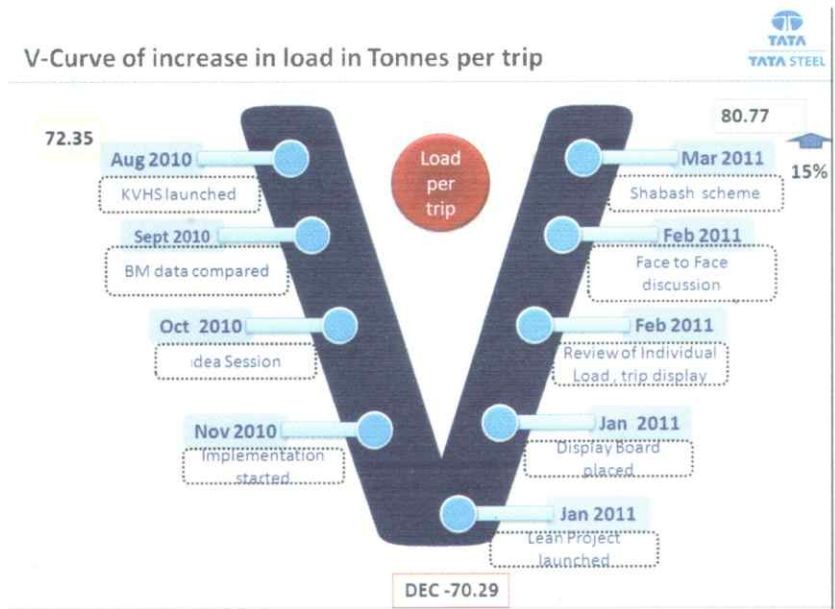 TATA
TATA STEEL
V-Curve of increase in load in Tonnes per trip
72.35
80.77
15%
Load
per
trip
Aug 2010
KVHS launched
Sept 2010
BM data compared
Oct 2010
idea Session
Nov 2010
Implementation
started
Mar 2011
Shabash scheme
Feb 2011
Face to Face
discussion
Feb 2011
Review of Individual
Load , trip display
Jan 2011
Display Board
placed
Jan 2011
Lean Project
launched
DEC -70.29